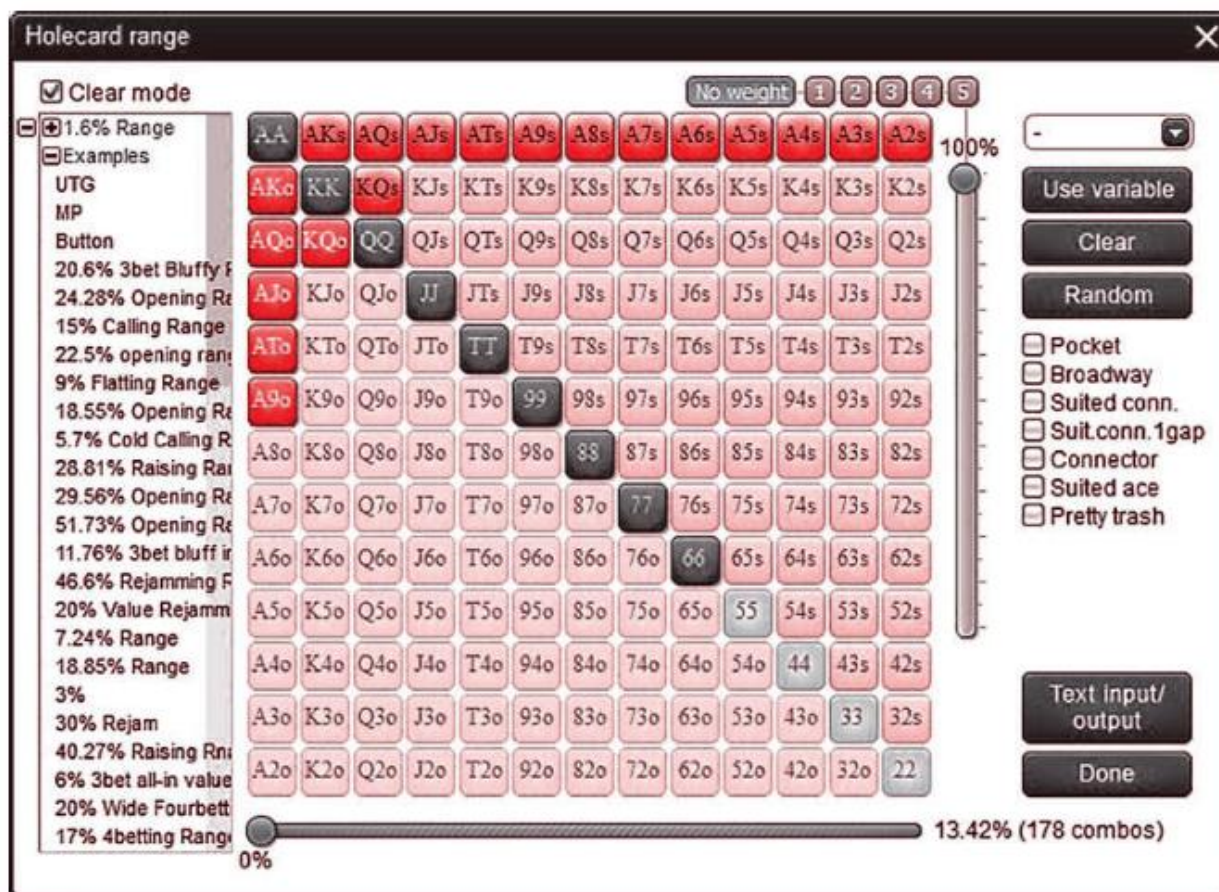 Holecard range
Clear mode
No weight 1 2 3 4 5
1.6% Range
Examples
UTG
MP
Button
20.6% 3bet Bluffy
24.28% Opening Ra
15% Calling Range
22.5% opening rang
9% Flatting Range
18.55% Opening Ra
5.7% Cold Calling R
28.81% Raising Rai
29.56% Opening Ra
51.73% Opening Ra
11.76% 3bet bluff in
46.6% Rejamming R
20% Value Rejamm
7.24% Range
18.85% Range
3%
30% Rejam
40.27% Raising Rna
6% 3bet all-in value
20% Wide Fourbett
17% 4betting Rang
AA AKs AQs AJs ATs A9s A8s A7s A6s A5s A4s A3s A2s
AKo KK KQs KJs KTs K9s K8s K7s K6s K5s K4s K3s K2s
AQo KQo QQ QJs QTs Q9s Q8s Q7s Q6s Q5s Q4s Q3s Q2s
AJo KJo QJo JJ JTs J9s J8s J7s J6s J5s J4s J3s J2s
ATo KTo QTo JTo TT T9s T8s T7s T6s T5s T4s T3s T2s
A9o K9o Q9o J9o T9o 99 98s 97s 96s 95s 94s 93s 92s
A8o K8o Q8o J8o T8o 98o 88 87s 86s 85s 84s 83s 82s
A7o K7o Q7o J7o T7o 97o 87o 77 76s 75s 74s 73s 72s
A6o K6o Q6o J6o T6o 96o 86o 76o 66 65s 64s 63s 62s
A5o K5o Q5o J5o T5o 95o 85o 75o 65o 55 54s 53s 52s
A4o K4o Q4o J4o T4o 94o 84o 74o 64o 54o 44 43s 42s
A3o K3o Q3o J3o T3o 93o 83o 73o 63o 53o 43o 33 32s
A2o K2o Q2o J2o T2o 92o 82o 72o 62o 52o 42o 32o 22
0%
13.42% (178 combos)
100%
-
Use variable
Clear
Random
Pocket
Broadway
Suited conn.
Suit.conn.1gap
Connector
Suited ace
Pretty trash
Text input/
output
Done